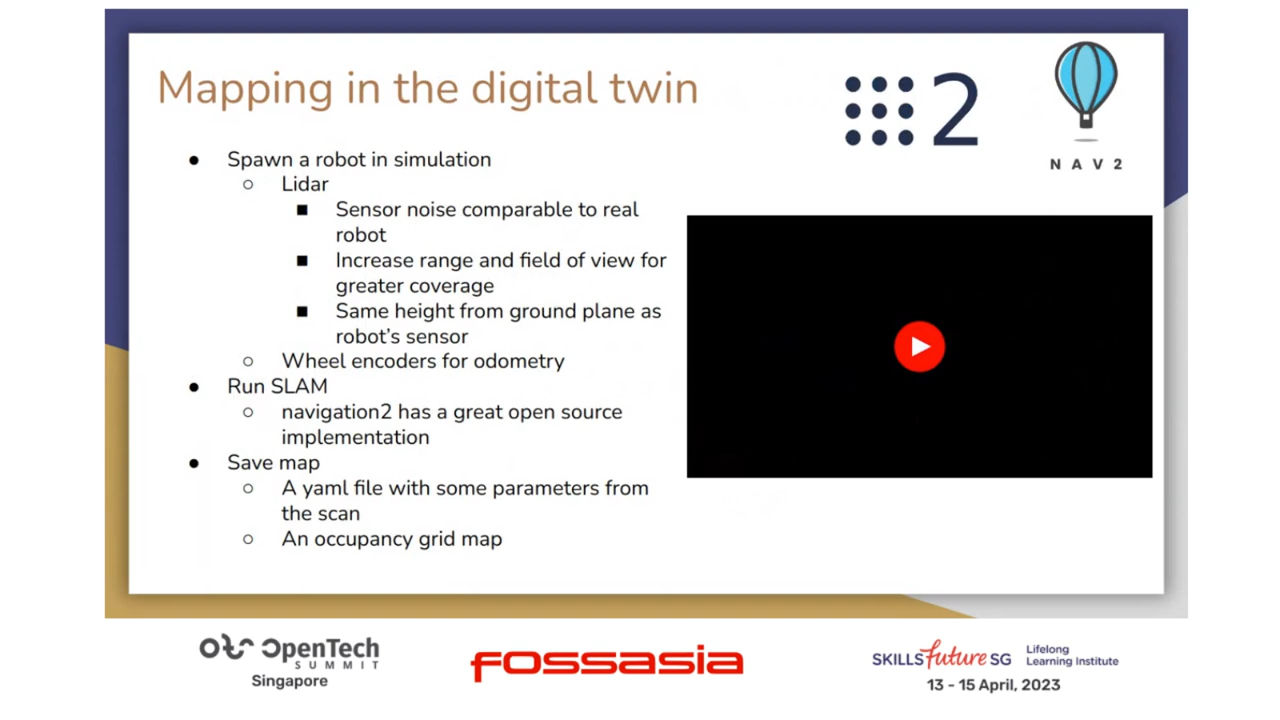 Mapping in the digital twin
2
NAV2
● Spawn a robot in simulation
○ Lidar
■ Sensor noise comparable to real
robot
■ Increase range and field of view for
greater coverage
■ Same height from ground plane as
robot's sensor
○ Wheel encoders for odometry
● Run SLAM
○ navigation2 has a great open source
implementation
● Save map
○ A yaml file with some parameters from
the scan
○ An occupancy grid map
OpenTech
SUMMIT
Singapore
fossasia
SKILLSfuture SG
Lifelong
Learning Institute
13 - 15 April, 2023